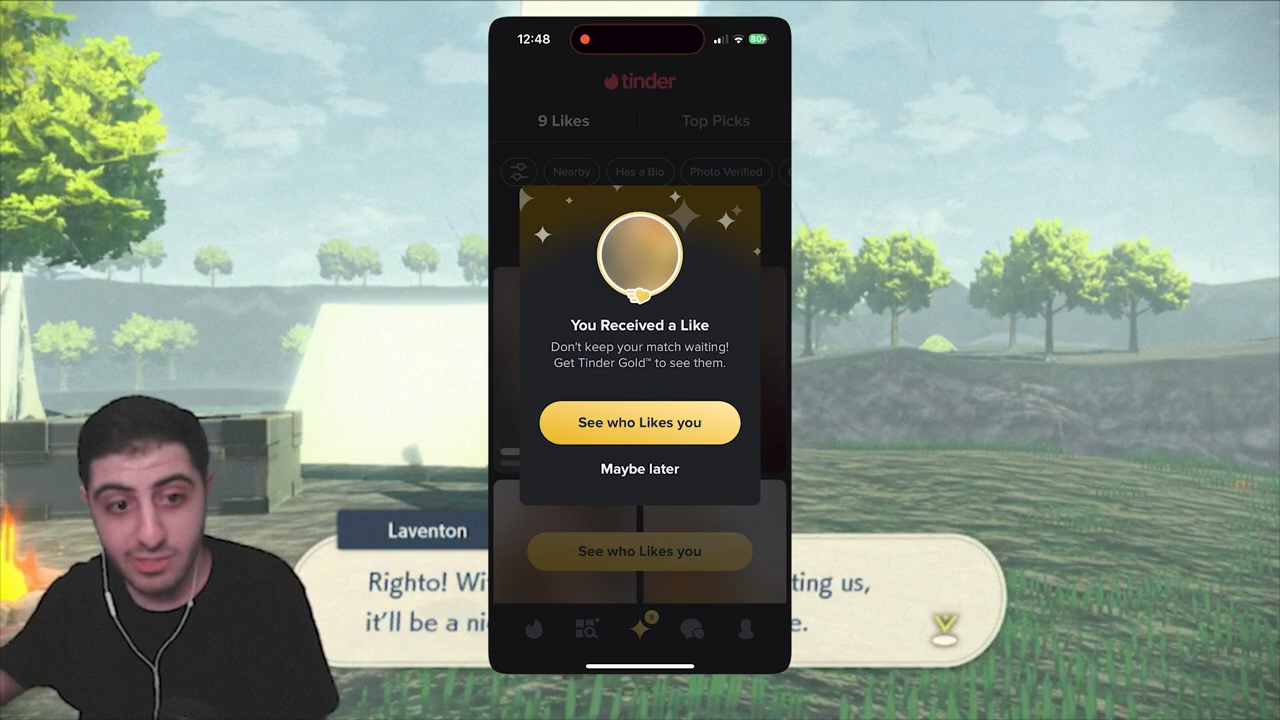 12:48
80
tinder
9 Likes
Top Picks
Nearby
Has a Bio
Photo Verified
You Received a Like
Don't keep your match waiting!
Get Tinder Gold™ to see them.
See who Likes you
Maybe later
See who Likes you
9
Laventon
Righto! ting us,
it'll be a e.